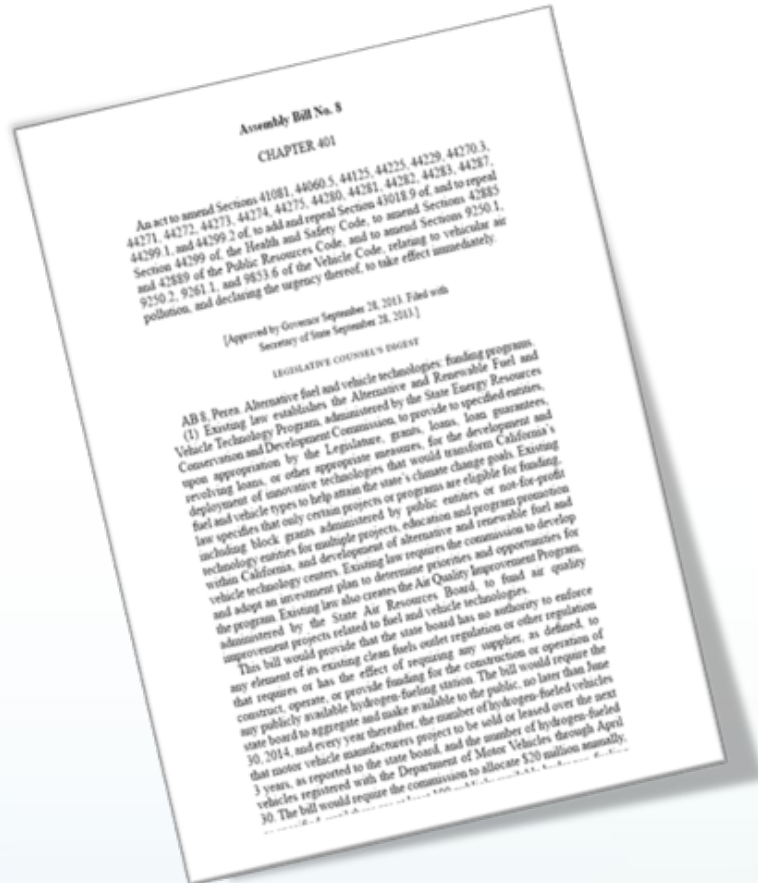 Assembly Bill No. 8
CHAPTER 401
An act to amend Sections 41081, 44060.5, 44125, 44225, 44229, 44270.3,
44271, 44272, 44273, 44274, 44275, 44280, 44281, 44282, 44283, 44287,
44299.1, and 44299.2 of, to add and repeal Section 43018.9 of, and to repeal
Section 44299 of, the Health and Safety Code, to amend Sections 42885
and 42889 of the Public Resources Code, and to amend Sections 9250.1,
9250.2, 9261.1, and 9853.6 of the Vehicle Code, relating to vehicular air
pollution, and declaring the urgency thereof, to take effect immediately.
[Approved by Governor September 28, 2013. Filed with
Secretary of State September 28, 2013.]
LEGISLATIVE COUNSEL'S DIGEST
AB 8, Perea. Alternative fuel and vehicle technologies: funding programs.
(1) Existing law establishes the Alternative and Renewable Fuel and
Vehicle Technology Program, administered by the State Energy Resources
Conservation and Development Commission, to provide to specified entities,
upon appropriation by the Legislature, grants, loans, loan guarantees,
revolving loans, or other appropriate measures, for the development and
deployment of innovative technologies that would transform California's
fuel and vehicle types to help attain the state's climate change goals. Existing
law specifies that only certain projects or programs are eligible for funding,
including block grants administered by public entities or not-for-profit
technology entities for multiple projects, education and program promotion
within California, and development of alternative and renewable fuel and
vehicle technology centers. Existing law requires the commission to develop
and adopt an investment plan to determine priorities and opportunities for
the program. Existing law also creates the Air Quality Improvement Program,
administered by the State Air Resources Board, to fund air quality
improvement projects related to fuel and vehicle technologies.
This bill would provide that the state board has no authority to enforce
any element of its existing clean fuels outlet regulation or other regulation
that requires or has the effect of requiring any supplier, as defined, to
construct, operate, or provide funding for the construction or operation of
any publicly available hydrogen-fueling station. The bill would require the
state board to aggregate and make available to the public, no later than June
30, 2014, and every year thereafter, the number of hydrogen-fueled vehicles
that motor vehicle manufacturers project to be sold or leased over the next
3 years, as reported to the state board, and the number of hydrogen-fueled
vehicles registered with the Department of Motor Vehicles through April
30. The bill would require the commission to allocate $20 million annually,